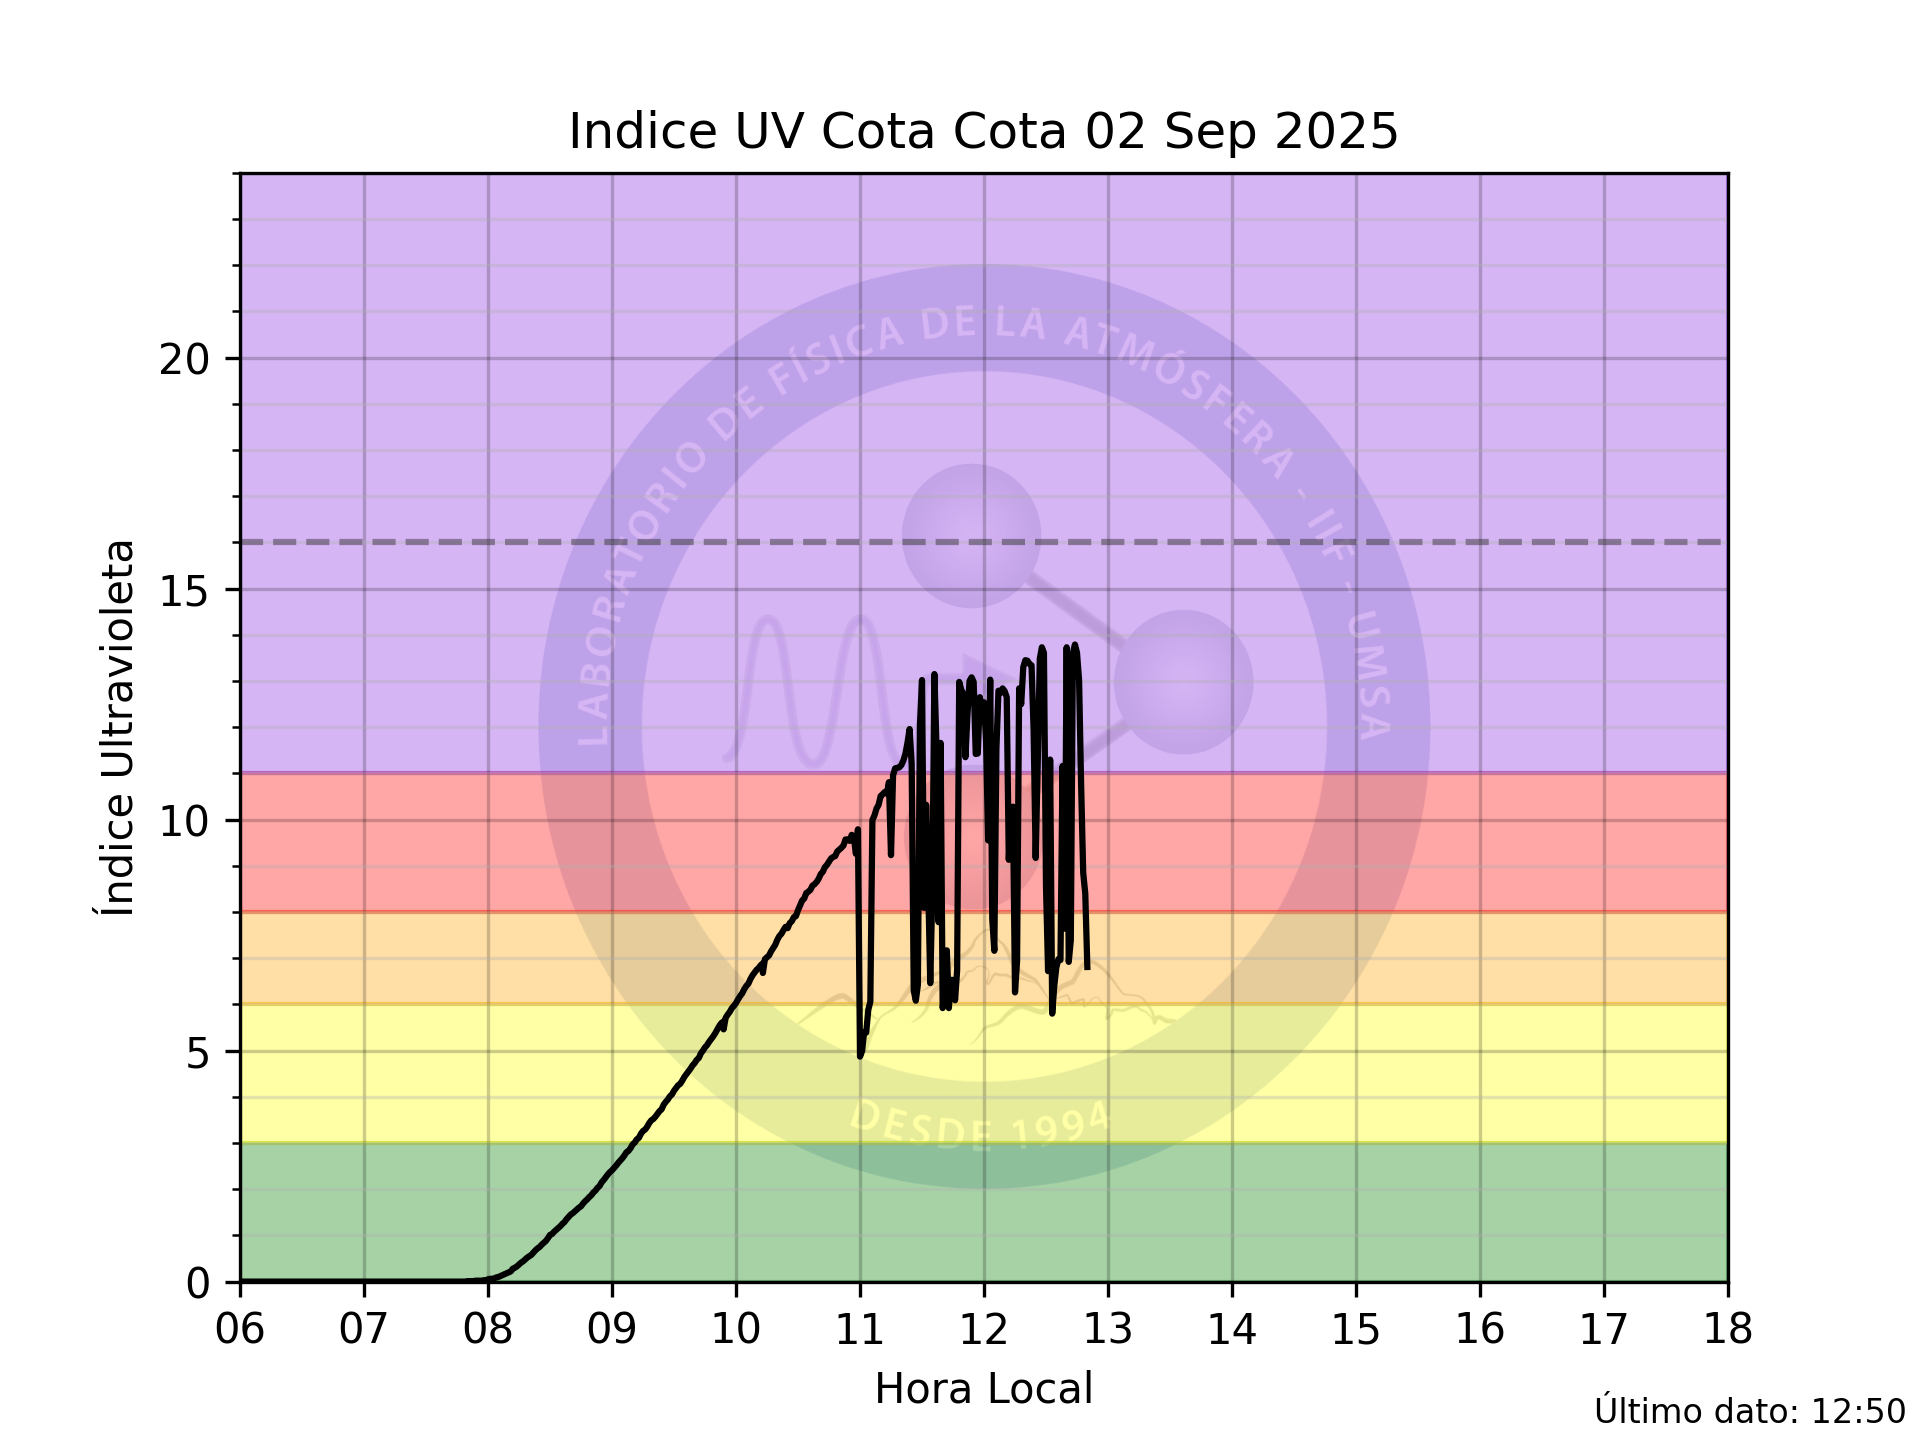 Indice UV Cota Cota 02 Sep 2025
Índice Ultravioleta
20
15
10
5
0
LABORATORIO DE FÍSICA DE LA ATMÓSFERA - IIF - UMSA
DESDE 1994
06 07 08 09 10 11 12 13 14 15 16 17 18
Hora Local
Último dato: 12:50